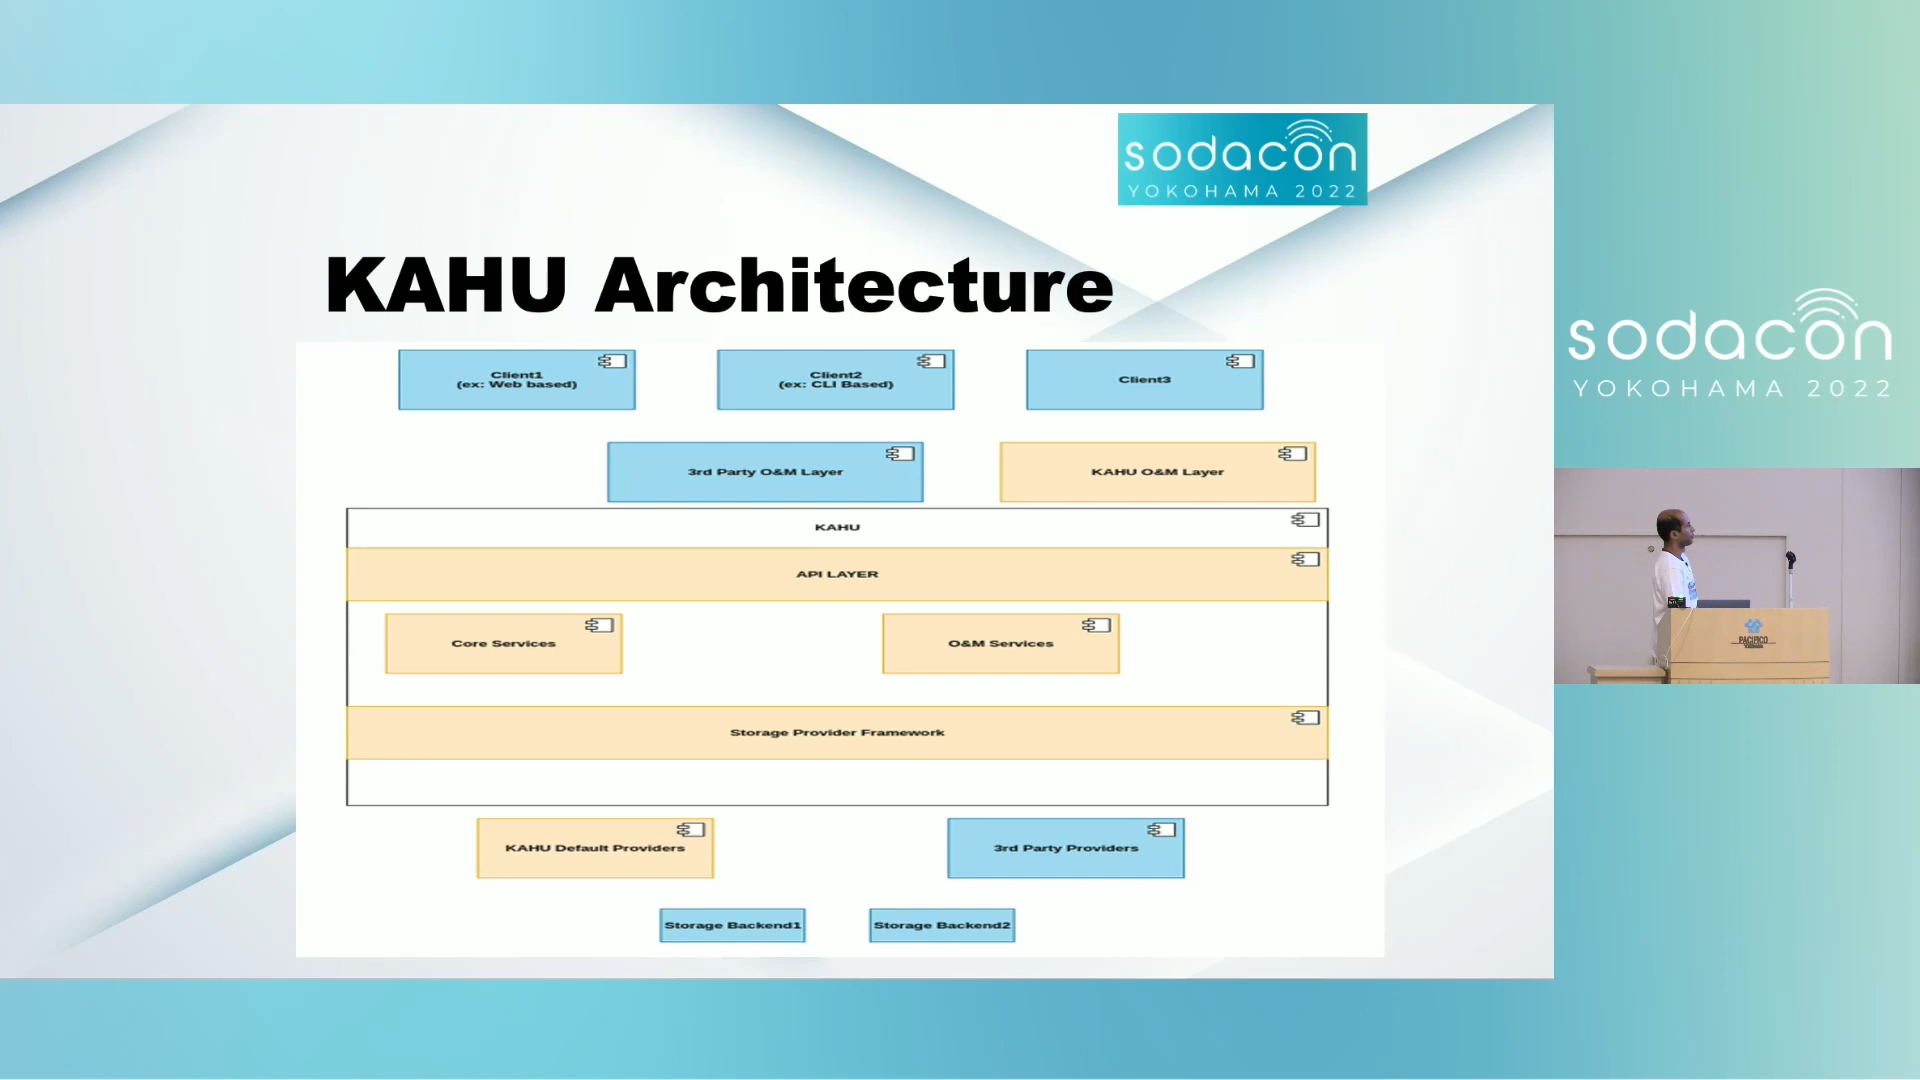 sodacon
YOKOHAMA 2022
KAHU Architecture
Client1
(ex: Web based)
Client2
(ex: CLI Based)
Client3
3rd Party O&M Layer
KAHU O&M Layer
KAHU
API LAYER
Core Services
O&M Services
Storage Provider Framework
KAHU Default Providers
3rd Party Providers
Storage Backend1
Storage Backend2
sodacon
YOKOHAMA 2022
PACIFICO
YOKOHAMA